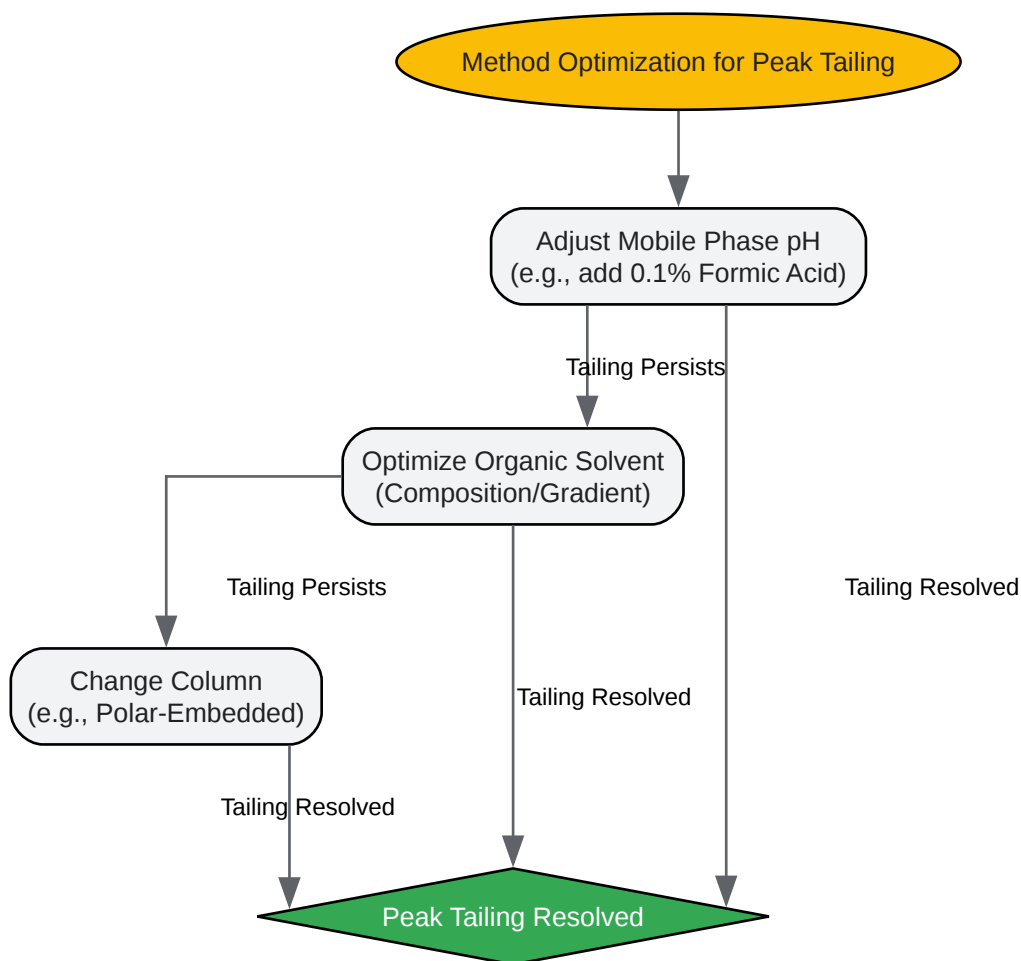 Method Optimization for Peak Tailing
Adjust Mobile Phase pH
(e.g., add 0.1% Formic Acid)
Tailing Persists
Optimize Organic Solvent
(Composition/Gradient)
Tailing Persists
Tailing Resolved
Change Column
(e.g., Polar-Embedded)
Tailing Resolved
Tailing Resolved
Peak Tailing Resolved